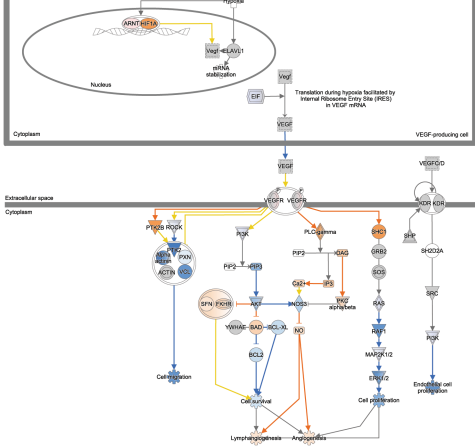 Hypoxia
ARNT HIF1A
Vegf ELAVL1
mRNA
stabilization
Nucleus
Vegf
EIF
Translation during hypoxia facilitated by
Internal Ribosome Entry Site (IRES)
in VEGF mRNA
VEGF
Cytoplasm
VEGF-producing cell
VEGF
VEGFC/D
Extracellular space
Cytoplasm
VEGFR VEGFR
KDR KDR
PTK2B ROCK
PI3K
PLC-gamma
SHC1
SHP
PTK2
PXN
actinin
ACTIN
VCL
PIP2 PIP3
PIP2 DAG
GRB2
SH2D2A
SOS
Ca2+ IP3
SFN FKHR
AKT
NOS3
PKC
alpha/beta
RAS
SRC
YWHAE BAD BCL-XL
NO
RAF1
PI3K
BCL2
MAP2K1/2
ERK1/2
Cell migration
Endothelial cell
proliferation
Cell survival
Cell proliferation
Lymphangiogenesis
Angiogenesis